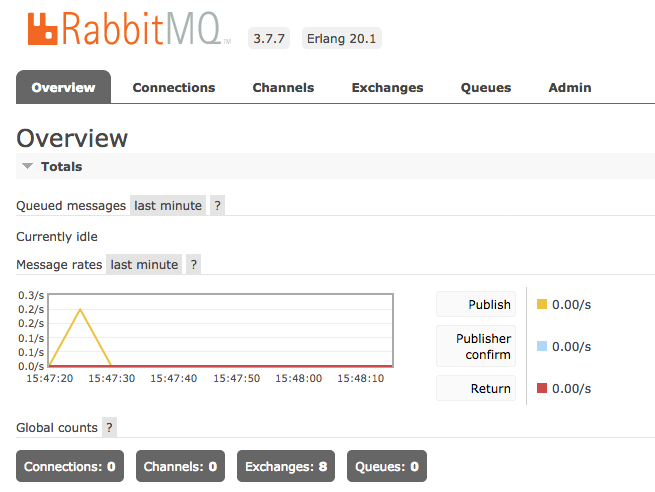 RabbitMQ™ 3.7.7 Erlang 20.1
Overview Connections Channels Exchanges Queues Admin
Overview
Totals
Queued messages last minute ?
Currently idle
Message rates last minute ?
0.3/s
0.2/s
0.2/s
0.1/s
0.1/s
0.0/s
15:47:20 15:47:30 15:47:40 15:47:50 15:48:00 15:48:10
Publish 0.00/s
Publisher
confirm 0.00/s
Return 0.00/s
Global counts ?
Connections: 0 Channels: 0 Exchanges: 8 Queues: 0